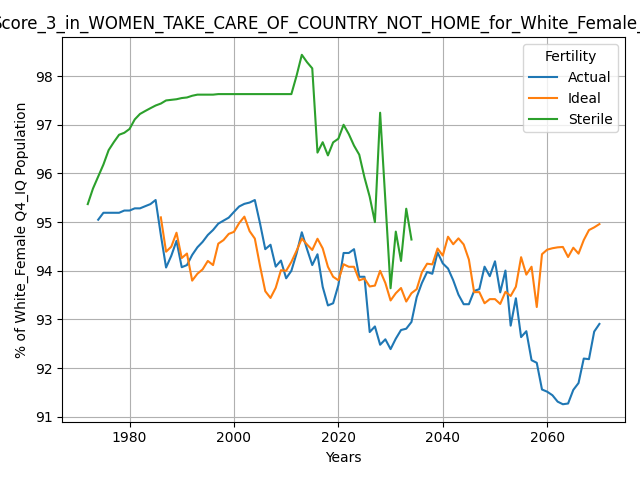 Score_3_in_WOMEN_TAKE_CARE_OF_COUNTRY_NOT_HOME_for_White_Female_
Fertility
Actual
Ideal
Sterile
% of White_Female Q4_IQ Population
98
97
96
95
94
93
92
91
1980
2000
2020
2040
2060
Years